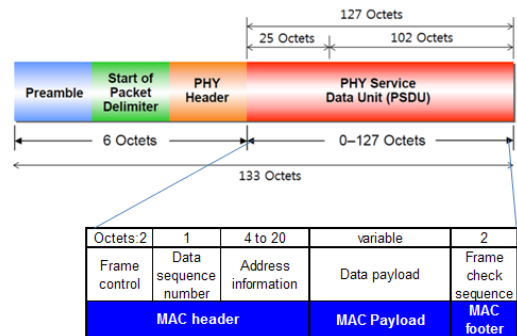 127 Octets
25 Octets
102 Octets
Preamble
Start of
Packet
Delimiter
PHY
Header
PHY Service
Data Unit (PSDU)
6 Octets
0–127 Octets
133 Octets
Octets:2 1 4 to 20 variable 2
Frame
control
Data
sequence
number
Address
information
Data payload
Frame
check
sequence
MAC header
MAC Payload
MAC
footer